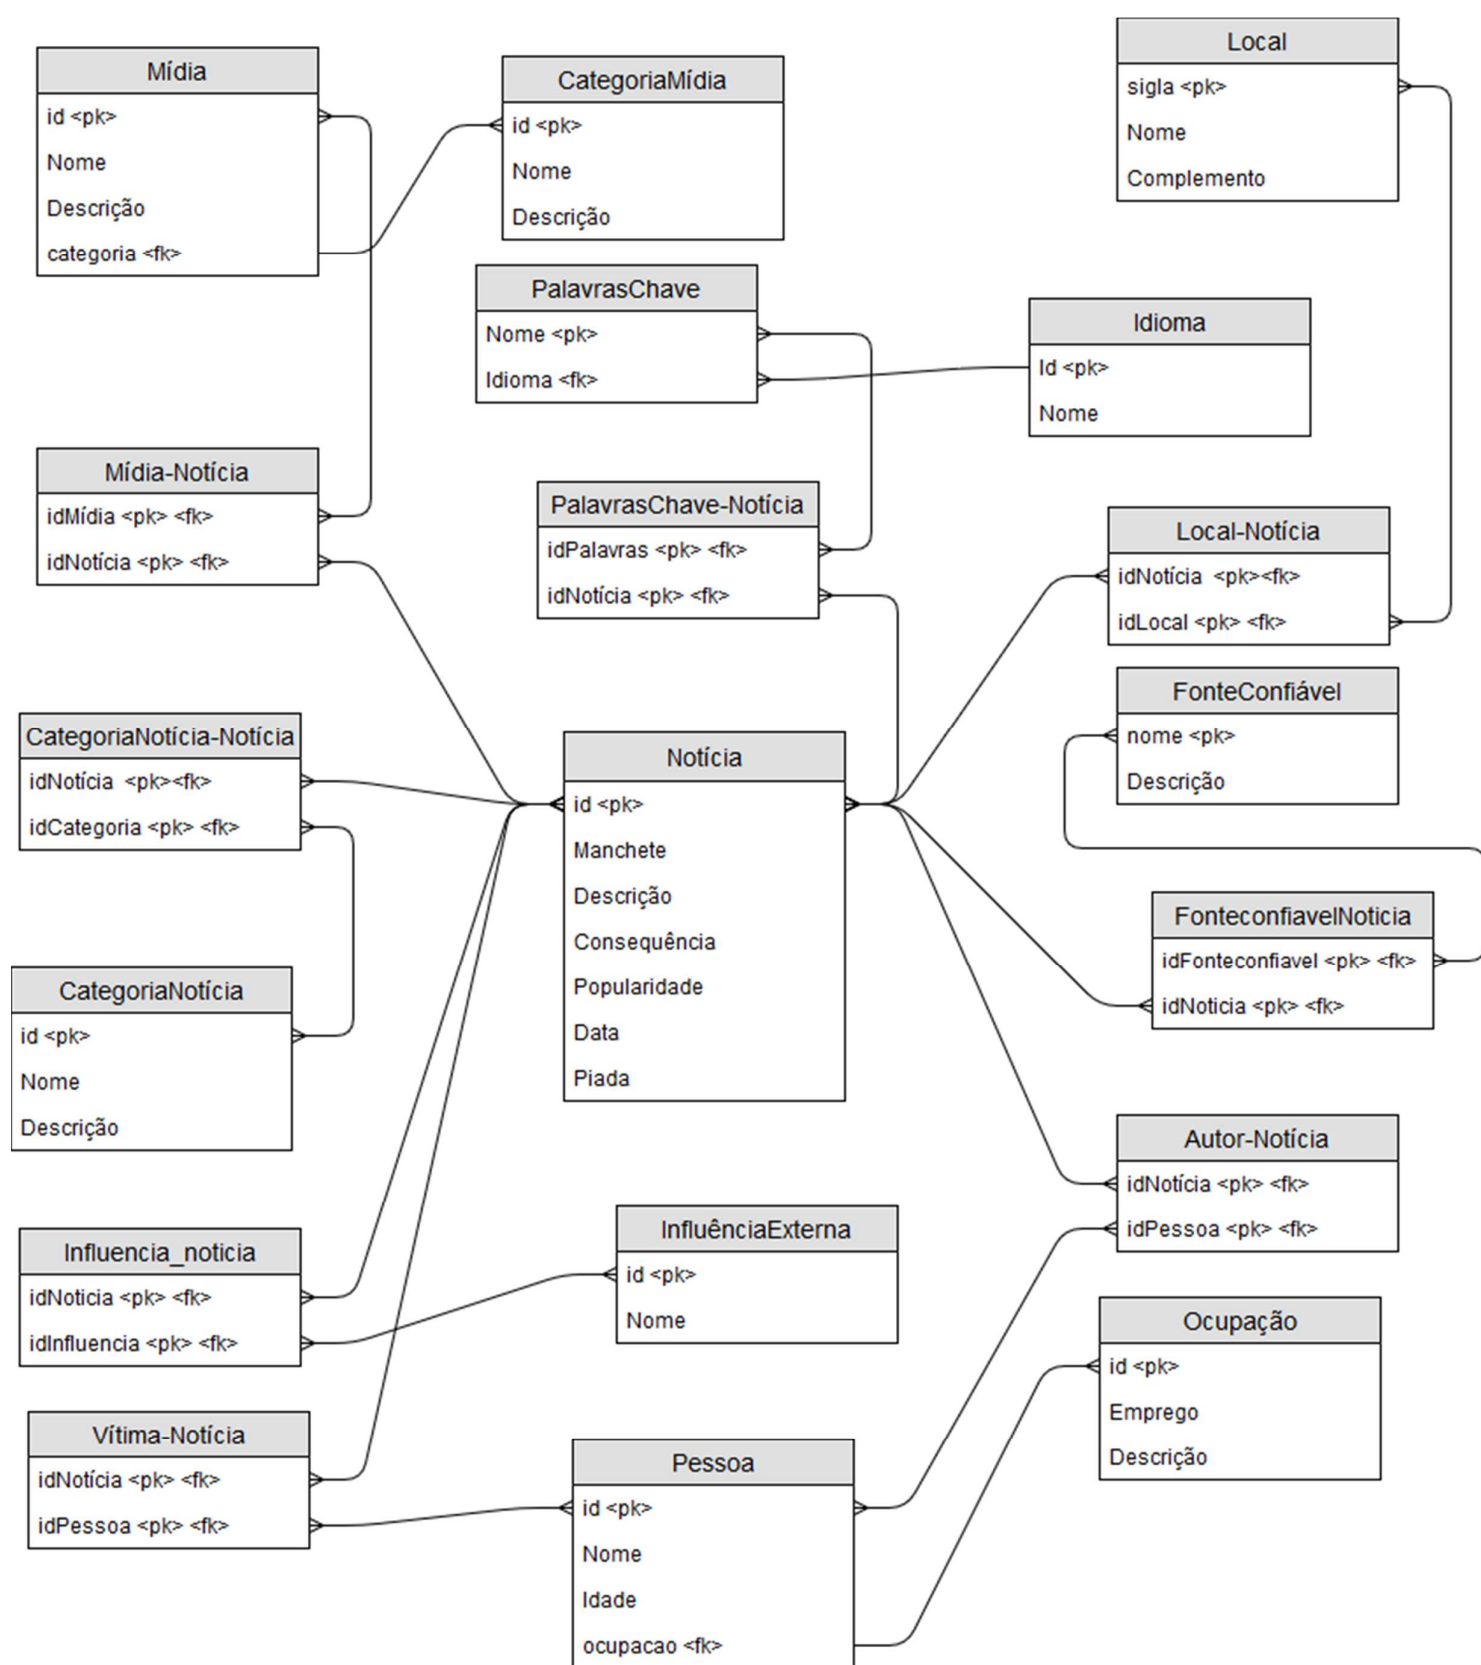 Mídia
id <pk>
Nome
Descrição
categoria <fk>
CategoriaMídia
id <pk>
Nome
Descrição
Local
sigla <pk>
Nome
Complemento
PalavrasChave
Nome <pk>
Idioma <fk>
Idioma
Id <pk>
Nome
Mídia-Notícia
idMídia <pk> <fk>
idNotícia <pk> <fk>
PalavrasChave-Notícia
idPalavras <pk> <fk>
idNotícia <pk> <fk>
Local-Notícia
idNotícia <pk><fk>
idLocal <pk> <fk>
FonteConfiável
nome <pk>
Descrição
CategoriaNotícia-Notícia
idNotícia <pk><fk>
idCategoria <pk> <fk>
Notícia
id <pk>
Manchete
Descrição
Consequência
Popularidade
Data
Piada
FonteconfiavelNoticia
idFonteconfiavel <pk> <fk>
idNoticia <pk> <fk>
CategoriaNotícia
id <pk>
Nome
Descrição
Autor-Notícia
idNotícia <pk> <fk>
idPessoa <pk> <fk>
Influencia_noticia
idNoticia <pk> <fk>
idInfluencia <pk> <fk>
InfluênciaExterna
id <pk>
Nome
Ocupação
id <pk>
Emprego
Descrição
Vítima-Notícia
idNotícia <pk> <fk>
idPessoa <pk> <fk>
Pessoa
id <pk>
Nome
Idade
ocupacao <fk>